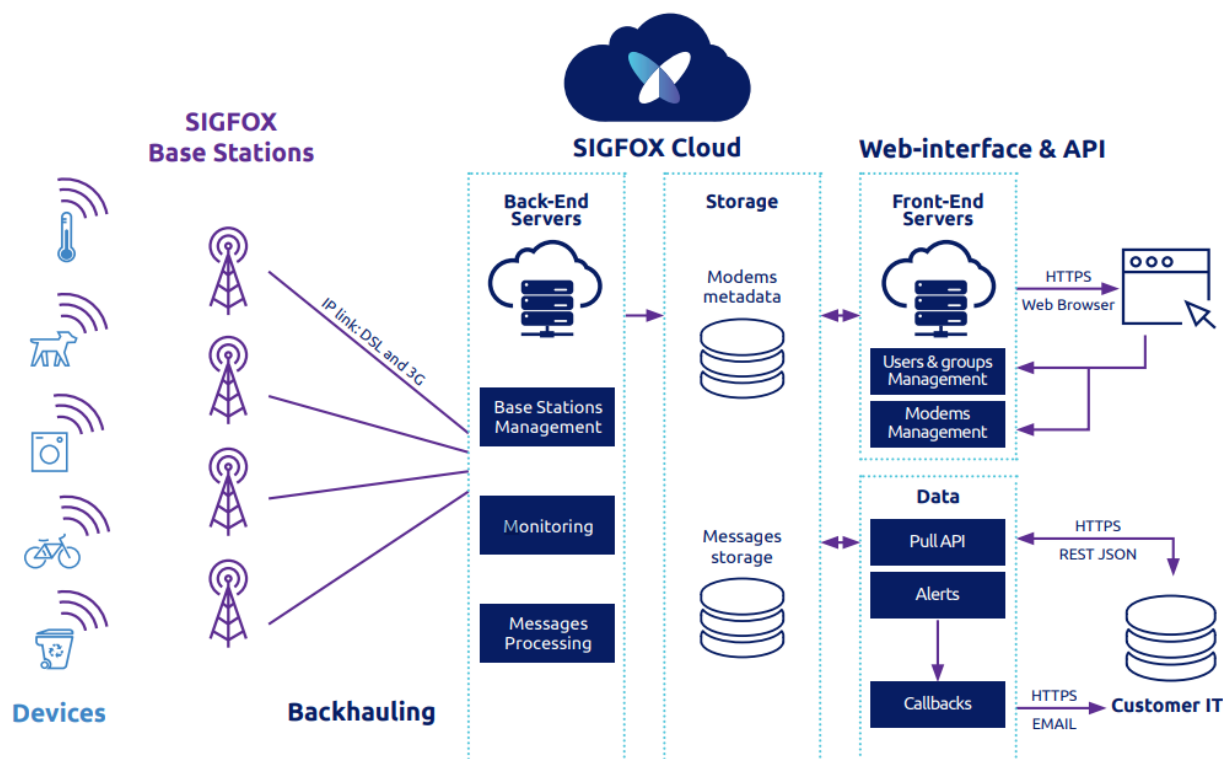 SIGFOX
Base Stations
SIGFOX Cloud
Web-interface & API
Back-End
Servers
Storage
Front-End
Servers
Modems
metadata
HTTPS
Web Browser
IP link: DSL and 3G
Users & groups
Management
Base Stations
Management
Modems
Management
Data
Monitoring
Messages
storage
Pull API
HTTPS
REST JSON
Alerts
Messages
Processing
Devices
Backhauling
Callbacks
HTTPS
EMAIL
Customer IT